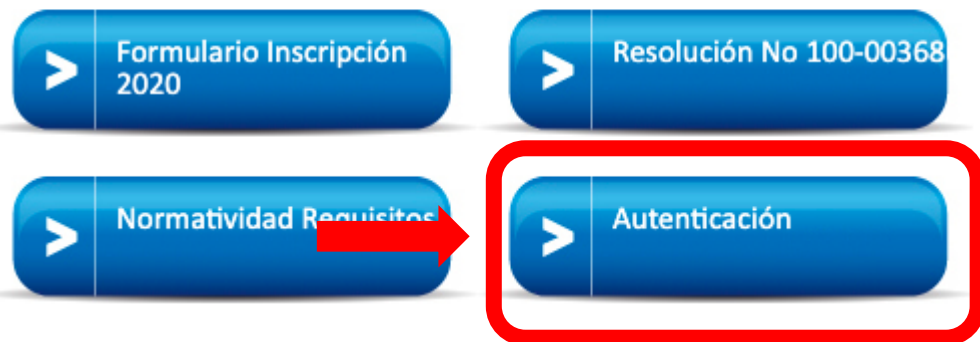 Formulario Inscripción
2020
Resolución No 100-00368
Normatividad Requisitos
Autenticación